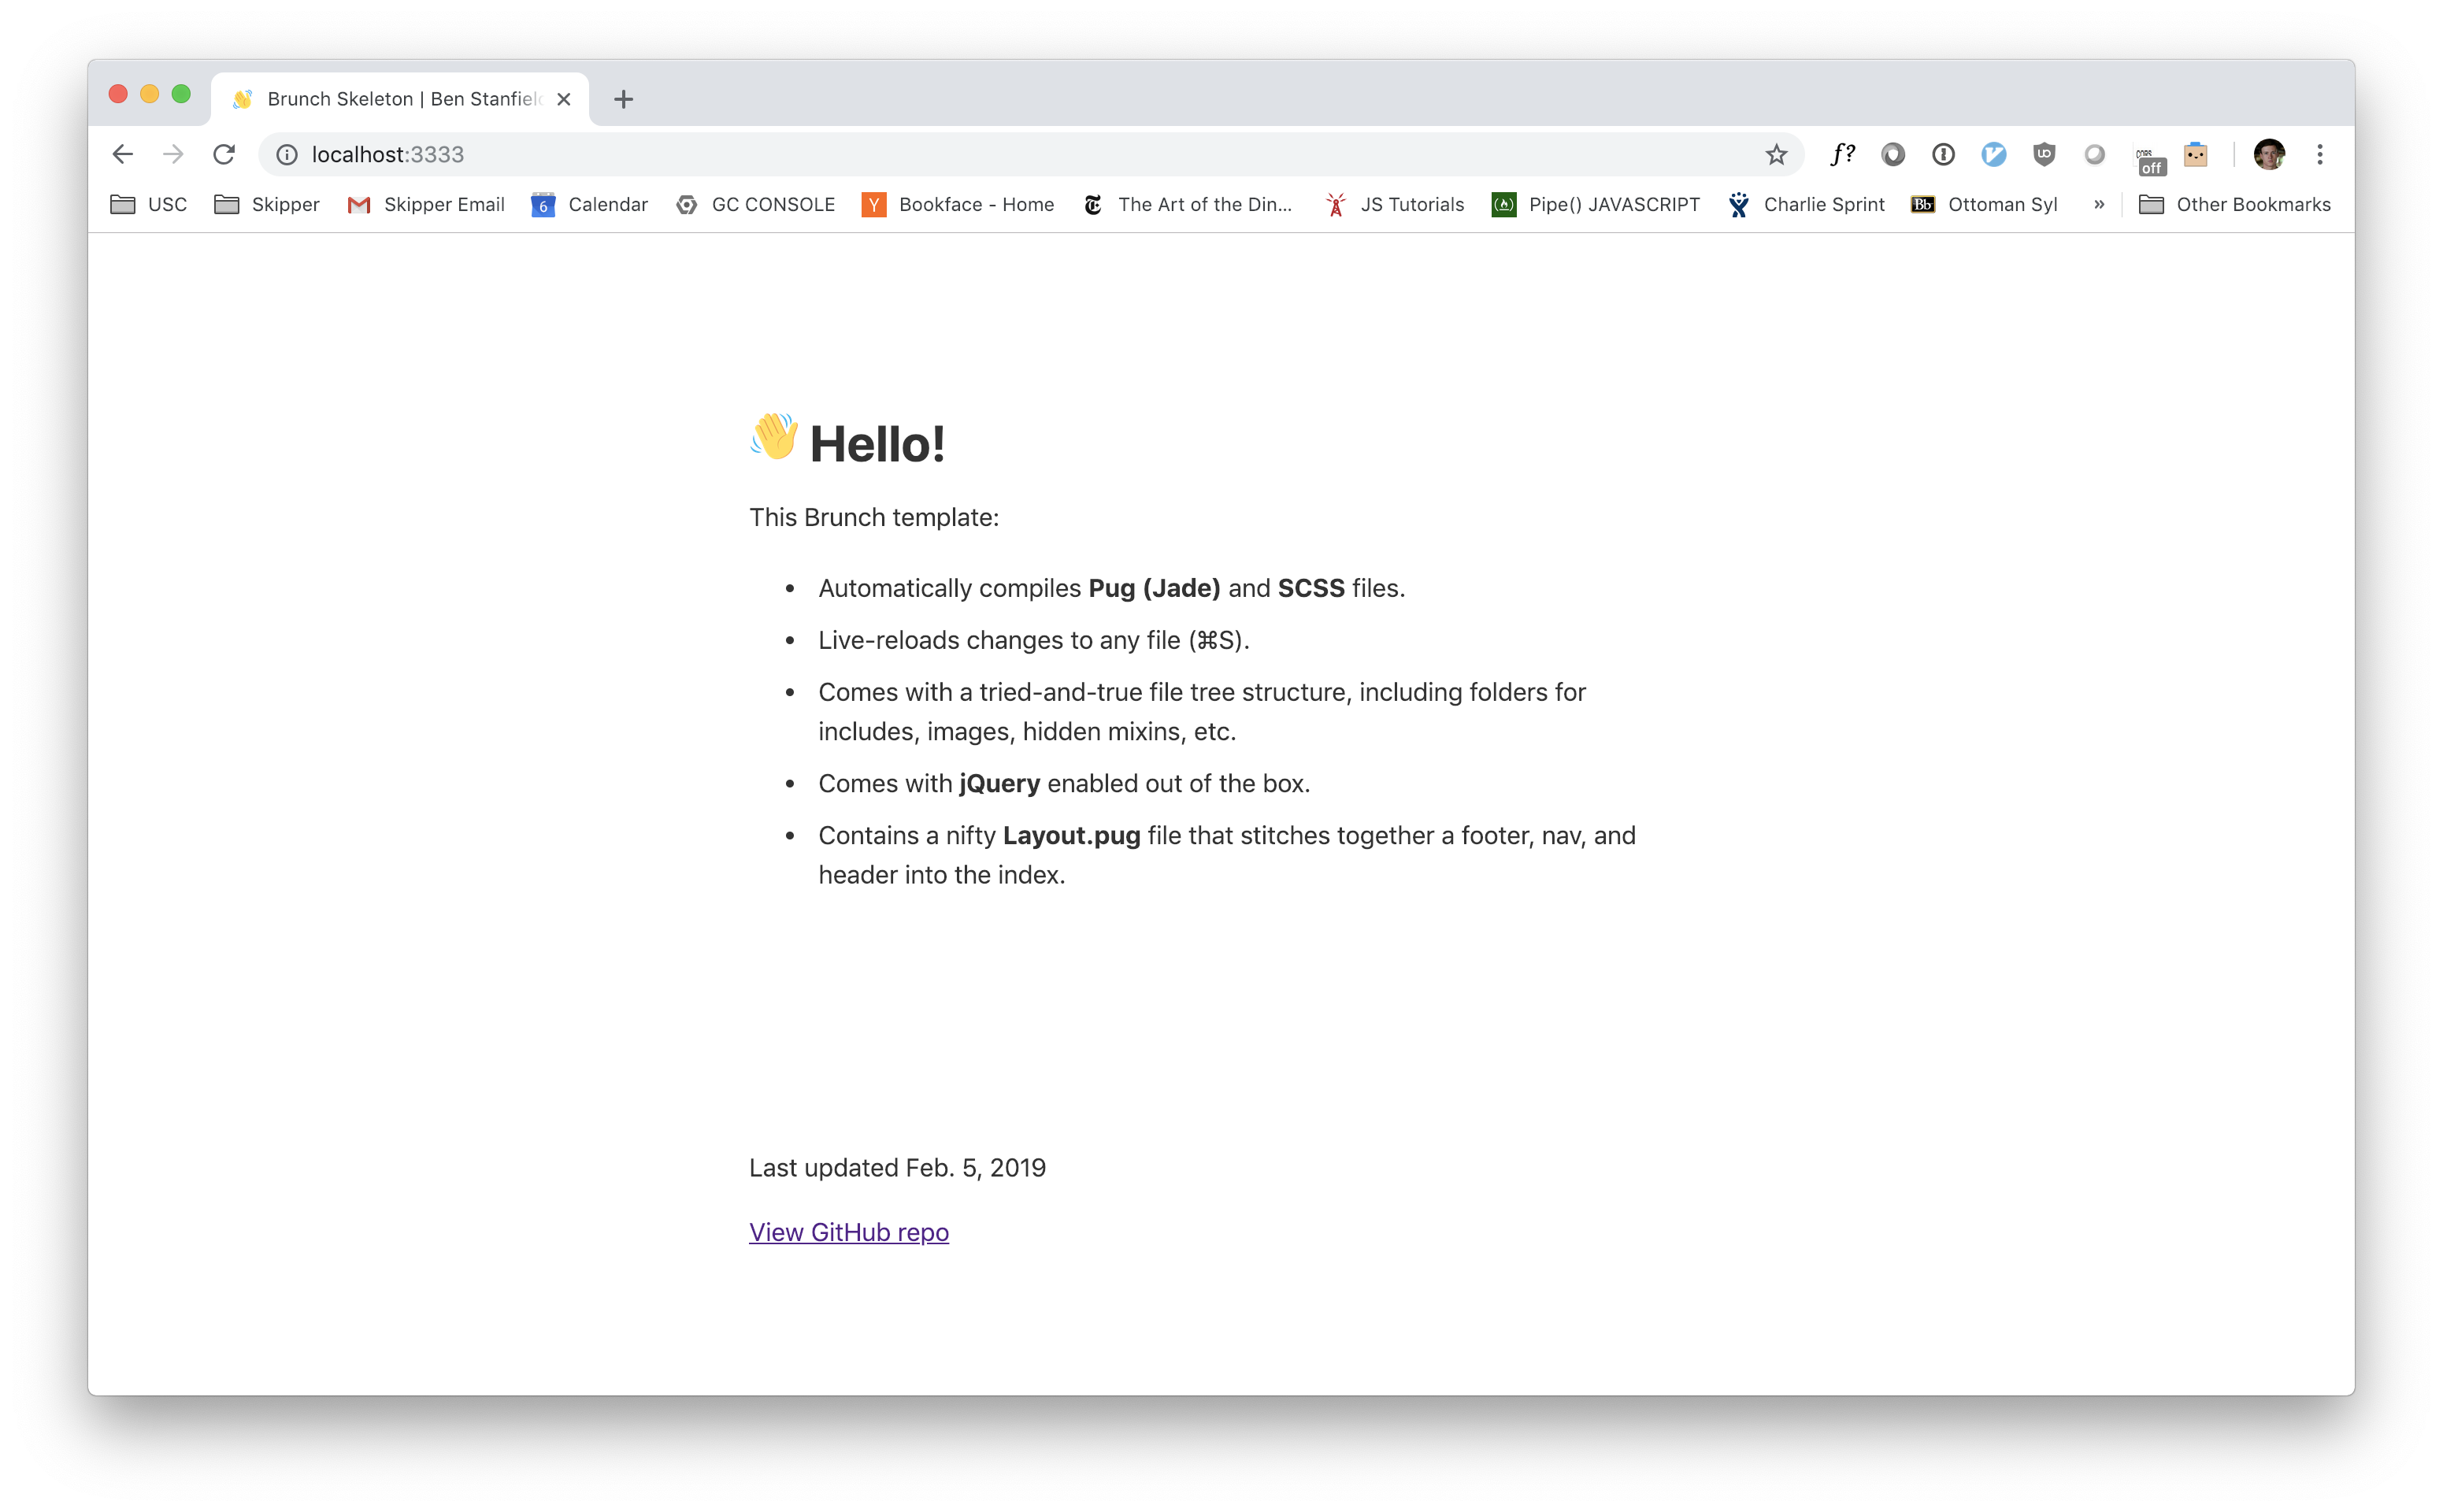 Brunch Skeleton | Ben Stanfield
localhost:3333
f?
off
USC
Skipper
Skipper Email
6
Calendar
GC CONSOLE
Y
Bookface - Home
The Art of the Din...
JS Tutorials
Pipe() JAVASCRIPT
Charlie Sprint
Bb
Ottoman Syl
»
Other Bookmarks
Hello!
This Brunch template:
• Automatically compiles Pug (Jade) and SCSS files.
• Live-reloads changes to any file (⌘S).
• Comes with a tried-and-true file tree structure, including folders for
includes, images, hidden mixins, etc.
• Comes with jQuery enabled out of the box.
• Contains a nifty Layout.pug file that stitches together a footer, nav, and
header into the index.
Last updated Feb. 5, 2019
View GitHub repo